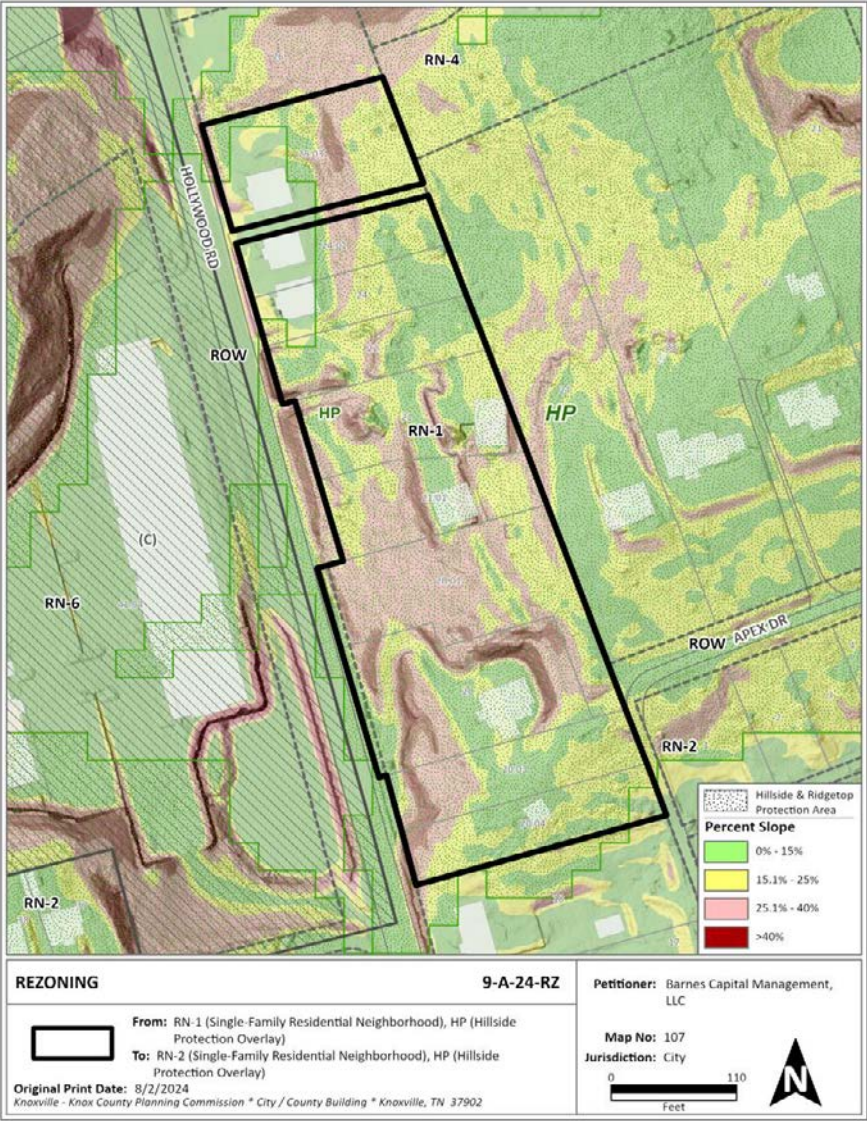 RN-4
HOLLYWOOD RD
ROW
HP
RN-1
HP
(C)
RN-6
ROW
APEX DR
RN-2
RN-2
Hillside & Ridgetop
Protection Area
Percent Slope
0% - 15%
15.1% - 25%
25.1% - 40%
>40%
REZONING
9-A-24-RZ
From: RN-1 (Single-Family Residential Neighborhood), HP (Hillside
Protection Overlay)
To: RN-2 (Single-Family Residential Neighborhood), HP (Hillside
Protection Overlay)
Original Print Date: 8/2/2024
Knoxville - Knox County Planning Commission * City / County Building * Knoxville, TN 37902
Petitioner: Barnes Capital Management,
LLC
Map No: 107
Jurisdiction: City
0 110
Feet
N